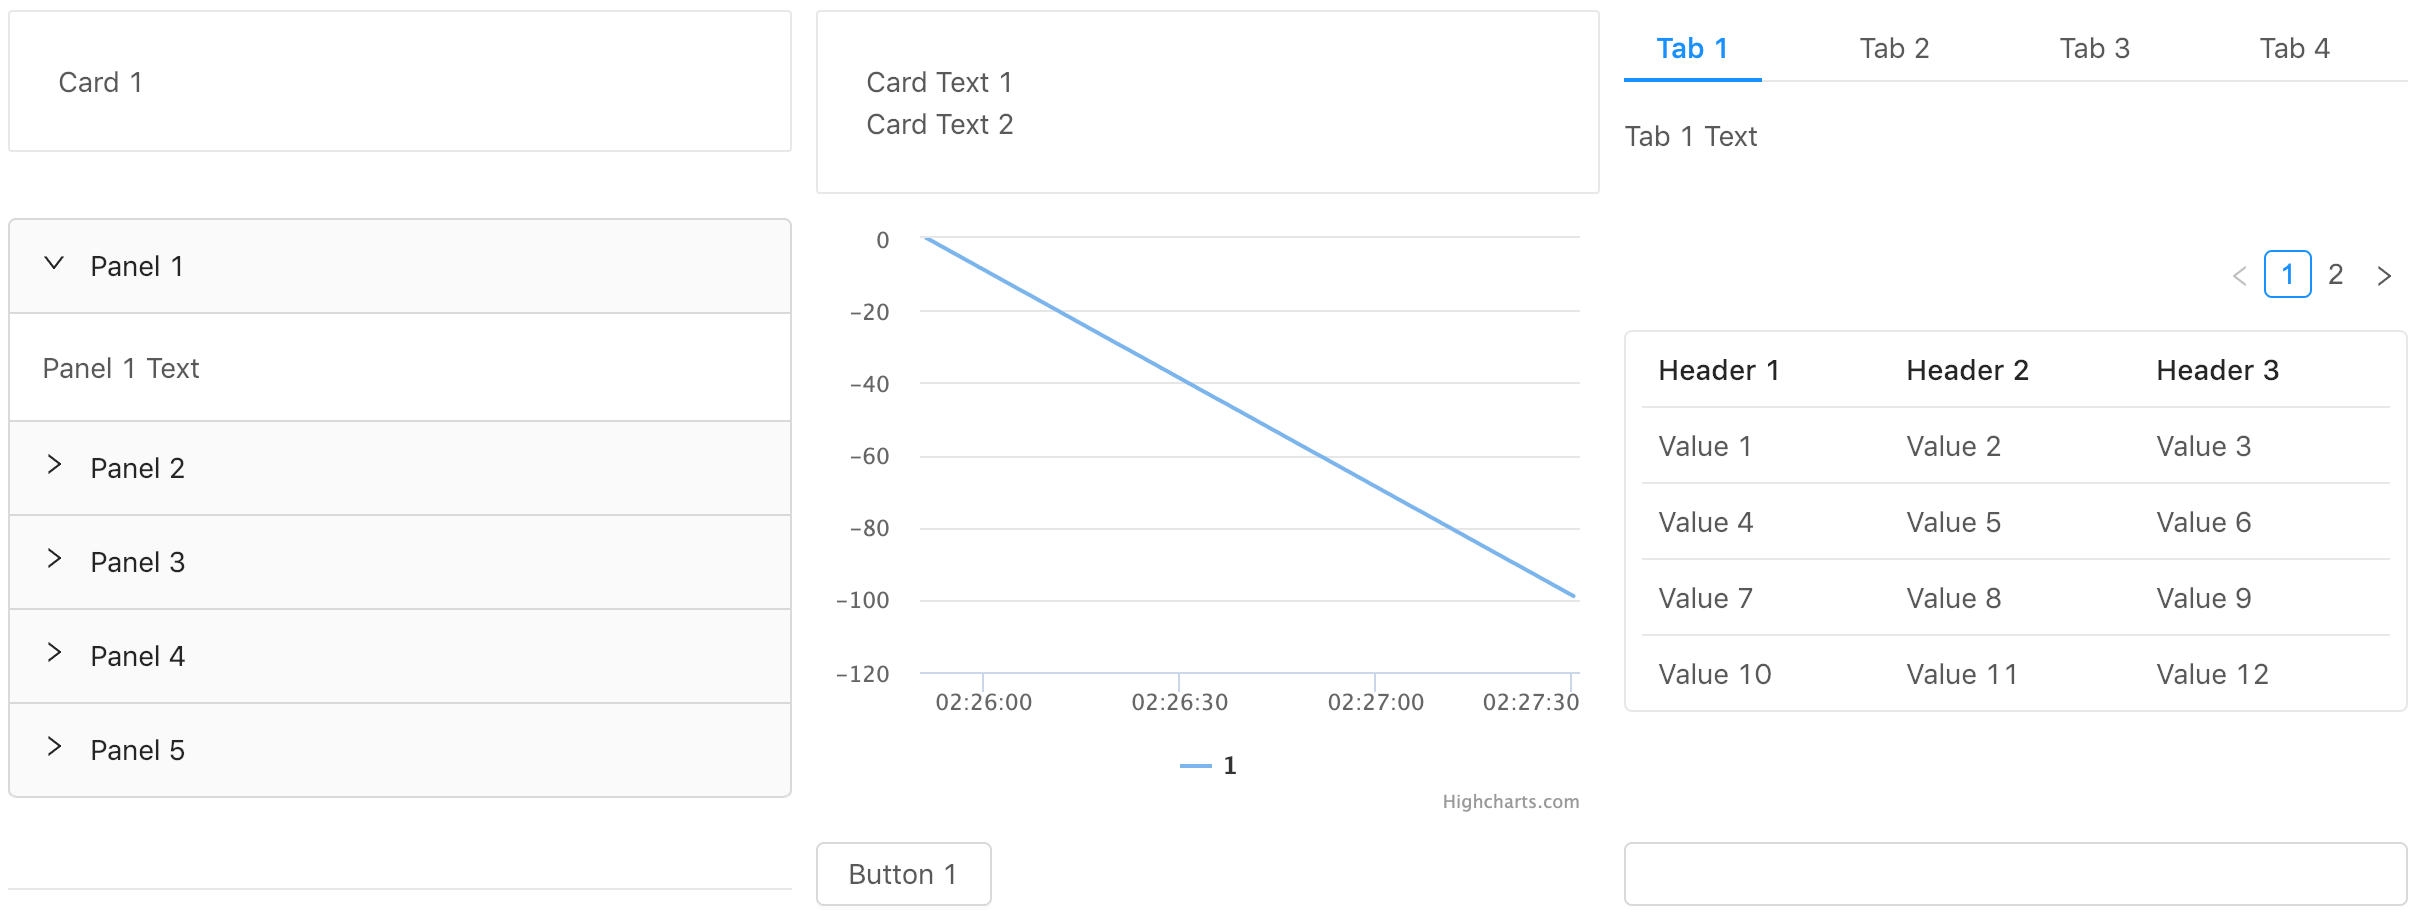 Card 1
Card Text 1
Card Text 2
Tab 1 Tab 2 Tab 3 Tab 4
Tab 1 Text
Panel 1
Panel 1 Text
Panel 2
Panel 3
Panel 4
Panel 5
0
−20
−40
−60
−80
−100
−120
02:26:00 02:26:30 02:27:00 02:27:30
1
Highcharts.com
1 2
Header 1 Header 2 Header 3
Value 1 Value 2 Value 3
Value 4 Value 5 Value 6
Value 7 Value 8 Value 9
Value 10 Value 11 Value 12
Button 1